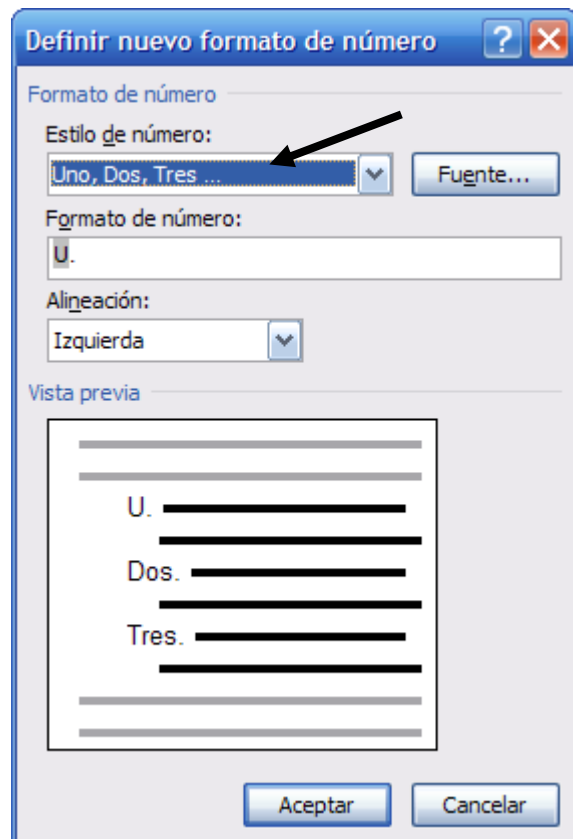 Definir nuevo formato de número ?
Formato de número
Estilo de número:
Uno, Dos, Tres ... Fuente...
Formato de número:
U.
Alineación:
Izquierda
Vista previa
U.
Dos.
Tres.
Aceptar Cancelar